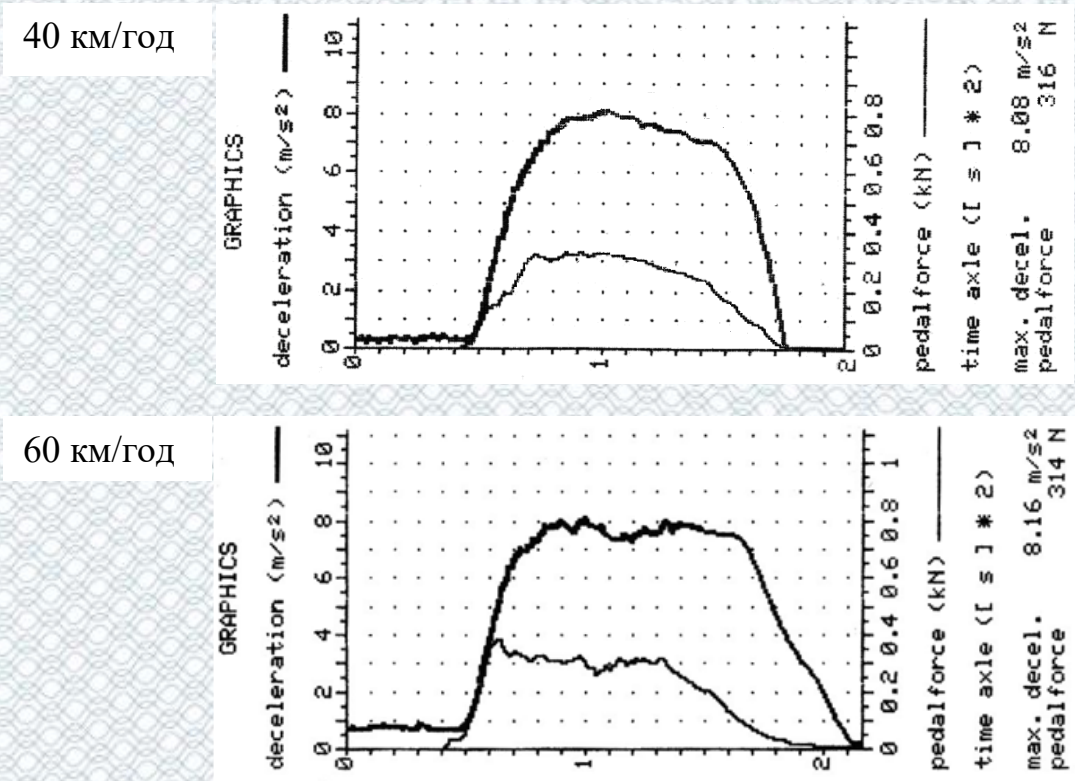 40 км/год
GRAPHICS
deceleration (m/s²)
0 2 4 6 8 10
0 1 2
0 0.2 0.4 0.6 0.8
pedalforce (kN)
time axle ([ s ] * 2)
max. decel. 8.08 m/s²
pedalforce 316 N
60 км/год
GRAPHICS
deceleration (m/s²)
0 2 4 6 8 10
0 1 2
0 0.2 0.4 0.6 0.8 1
pedalforce (kN)
time axle ([ s ] * 2)
max. decel. 8.16 m/s²
pedalforce 314 N